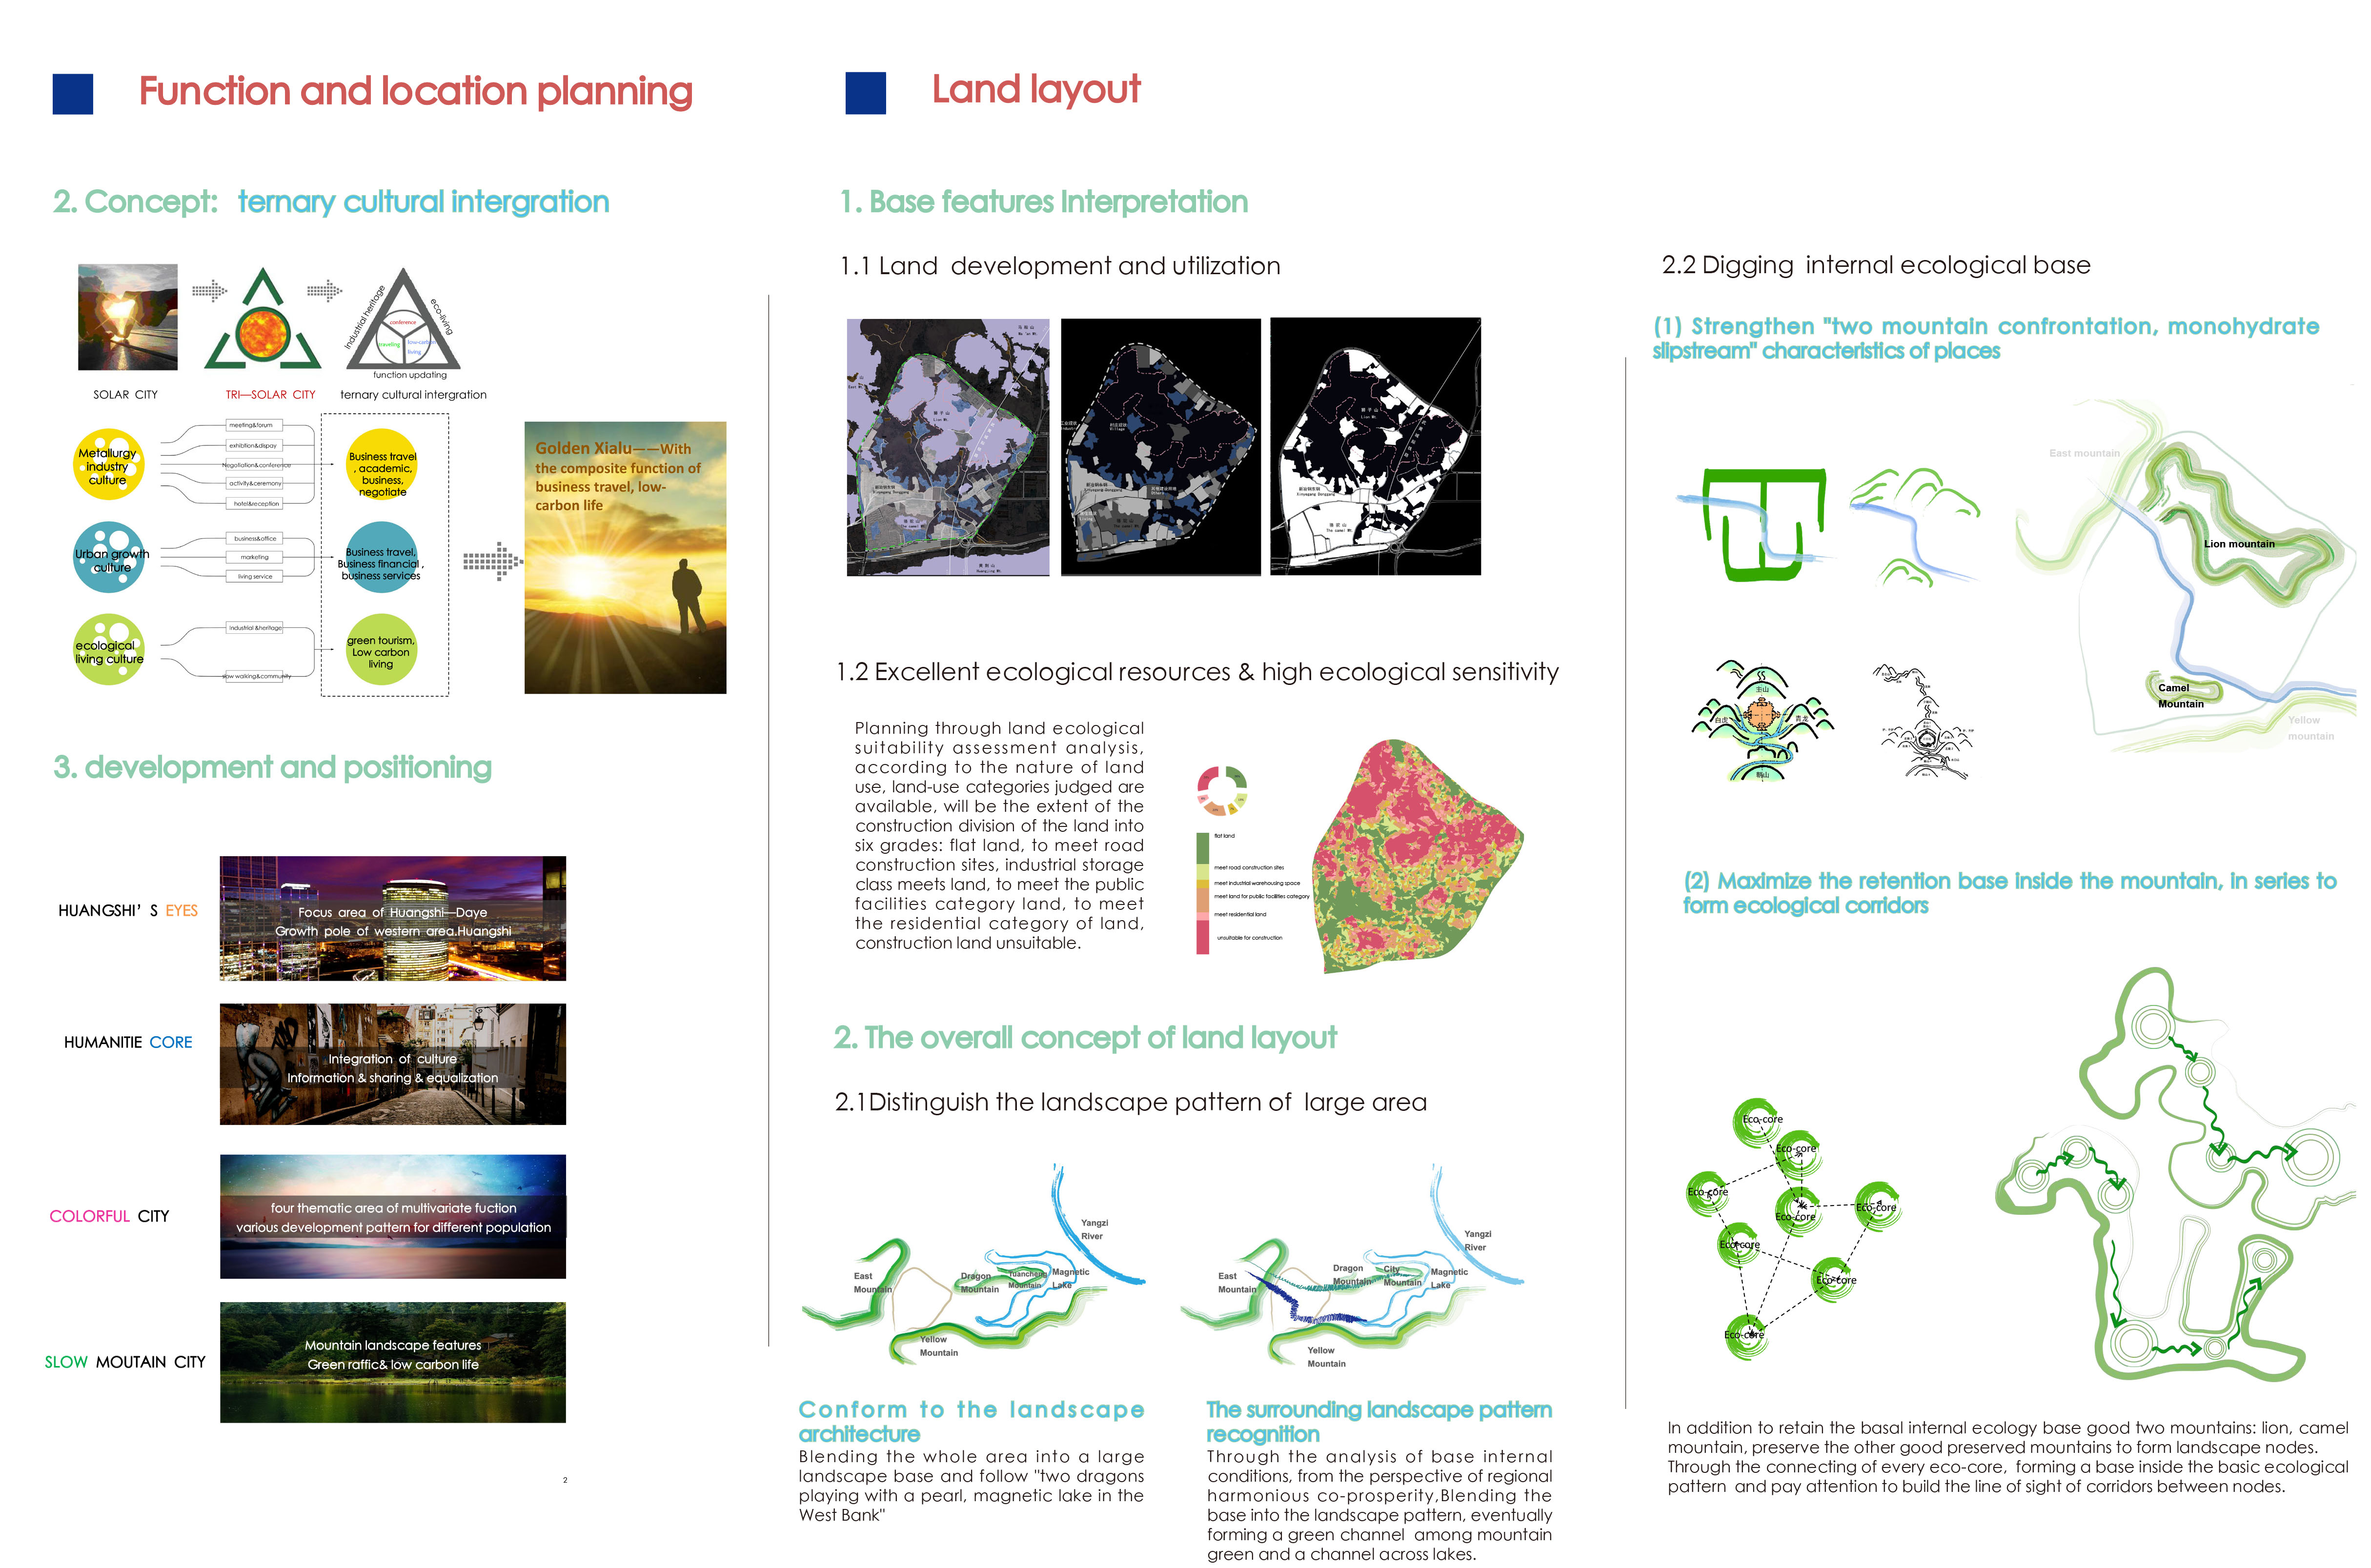 Function and location planning
2. Concept: ternary cultural intergration
Industrial heritage
eco-living
conference
traveling
low-carbon
living
function updating
SOLAR CITY
TRI—SOLAR CITY
ternary cultural intergration
Metallurgy
industry
culture
meeting&forum
exhibition&dispay
Negotiation&conference
activity&ceremony
hotel&reception
Business travel
, academic,
business,
negotiate
Urban growth
culture
business&office
marketing
living service
Business travel,
Business financial ,
business services
ecological
living culture
industrial &heritage
slow walking&community
green tourism,
Low carbon
living
Golden Xialu——With
the composite function of
business travel, low-
carbon life
3. development and positioning
HUANGSHI' S EYES
Focus area of Huangshi—Daye
Growth pole of western area.Huangshi
HUMANITIE CORE
Integration of culture
Information & sharing & equalization
COLORFUL CITY
four thematic area of multivariate fuction
various development pattern for different population
SLOW MOUTAIN CITY
Mountain landscape features
Green raffic& low carbon life
2
Land layout
1. Base features Interpretation
1.1 Land development and utilization
1.2 Excellent ecological resources & high ecological sensitivity
Planning through land ecological
suitability assessment analysis,
according to the nature of land
use, land-use categories judged are
available, will be the extent of the
construction division of the land into
six grades: flat land, to meet road
construction sites, industrial storage
class meets land, to meet the public
facilities category land, to meet
the residential category of land,
construction land unsuitable.
flat land
meet road construction sites
meet industrial warehousing space
meet land for public facilities category
meet residential land
unsuitable for construction
2. The overall concept of land layout
2.1Distinguish the landscape pattern of large area
Yangzi
River
East
Mountain
Dragon
Mountain
Tuancheng
Mountain
Magnetic
Lake
Yellow
Mountain
Yangzi
River
East
Mountain
Dragon
Mountain
City
Mountain
Magnetic
Lake
Yellow
Mountain
Conform to the landscape
architecture
Blending the whole area into a large
landscape base and follow "two dragons
playing with a pearl, magnetic lake in the
West Bank"
The surrounding landscape pattern
recognition
Through the analysis of base internal
conditions, from the perspective of regional
harmonious co-prosperity,Blending the
base into the landscape pattern, eventually
forming a green channel among mountain
green and a channel across lakes.
2.2 Digging internal ecological base
(1) Strengthen "two mountain confrontation, monohydrate
slipstream" characteristics of places
East mountain
Lion mountain
Camel
Mountain
Yellow
mountain
主山
白虎
青龙
(2) Maximize the retention base inside the mountain, in series to
form ecological corridors
Eco-core
Eco-core
Eco-core
Eco-core
Eco-core
Eco-core
Eco-core
Eco-core
In addition to retain the basal internal ecology base good two mountains: lion, camel
mountain, preserve the other good preserved mountains to form landscape nodes.
Through the connecting of every eco-core, forming a base inside the basic ecological
pattern and pay attention to build the line of sight of corridors between nodes.